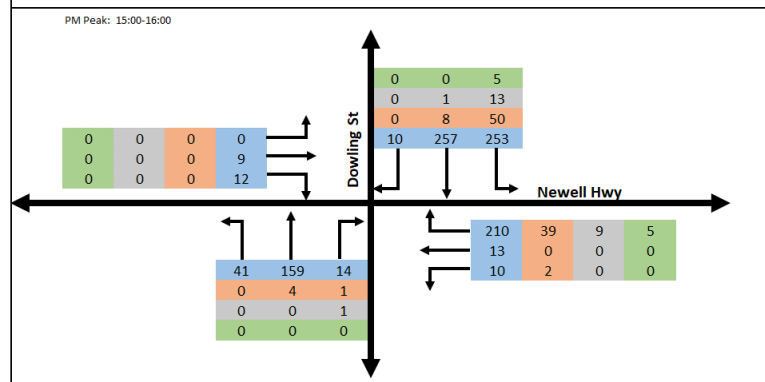 PM Peak: 15:00-16:00
Dowling St
0 0 5
0 1 13
0 8 50
10 257 253
0 0 0 0
0 0 0 9
0 0 0 12
Newell Hwy
210 39 9 5
13 0 0 0
10 2 0 0
41 159 14
0 4 1
0 0 1
0 0 0